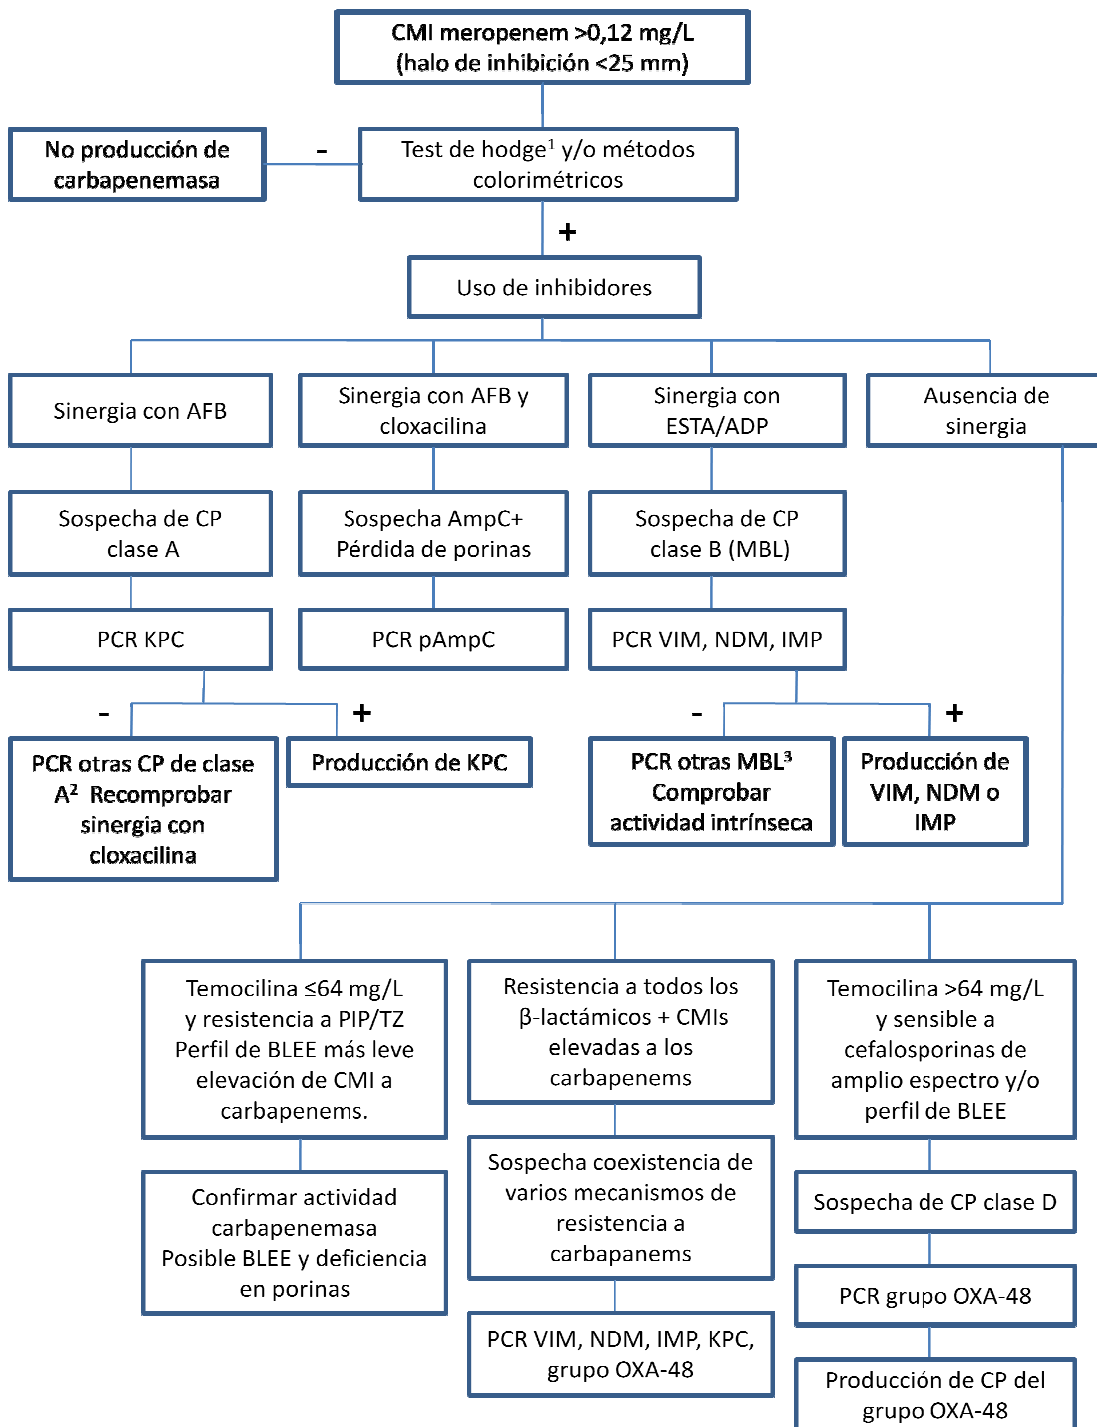 CMI meropenem >0,12 mg/L
(halo de inhibición <25 mm)
No producción de
carbapenemasa
-
Test de hodge¹ y/o métodos
colorimétricos
+
Uso de inhibidores
Sinergia con AFB
Sinergia con AFB y
cloxacilina
Sinergia con
ESTA/ADP
Ausencia de
sinergia
Sospecha de CP
clase A
Sospecha AmpC+
Pérdida de porinas
Sospecha de CP
clase B (MBL)
PCR KPC
PCR pAmpC
PCR VIM, NDM, IMP
-
+
-
+
PCR otras CP de clase
A² Recomprobar
sinergia con
cloxacilina
Producción de KPC
PCR otras MBL³
Comprobar
actividad intrínseca
Producción de
VIM, NDM o
IMP
Temocilina ≤64 mg/L
y resistencia a PIP/TZ
Perfil de BLEE más leve
elevación de CMI a
carbapenems.
Resistencia a todos los
β-lactámicos + CMIs
elevadas a los
carbapenems
Temocilina >64 mg/L
y sensible a
cefalosporinas de
amplio espectro y/o
perfil de BLEE
Confirmar actividad
carbapenemasa
Posible BLEE y deficiencia
en porinas
Sospecha coexistencia de
varios mecanismos de
resistencia a
carbapanems
Sospecha de CP clase D
PCR VIM, NDM, IMP, KPC,
grupo OXA-48
PCR grupo OXA-48
Producción de CP del
grupo OXA-48